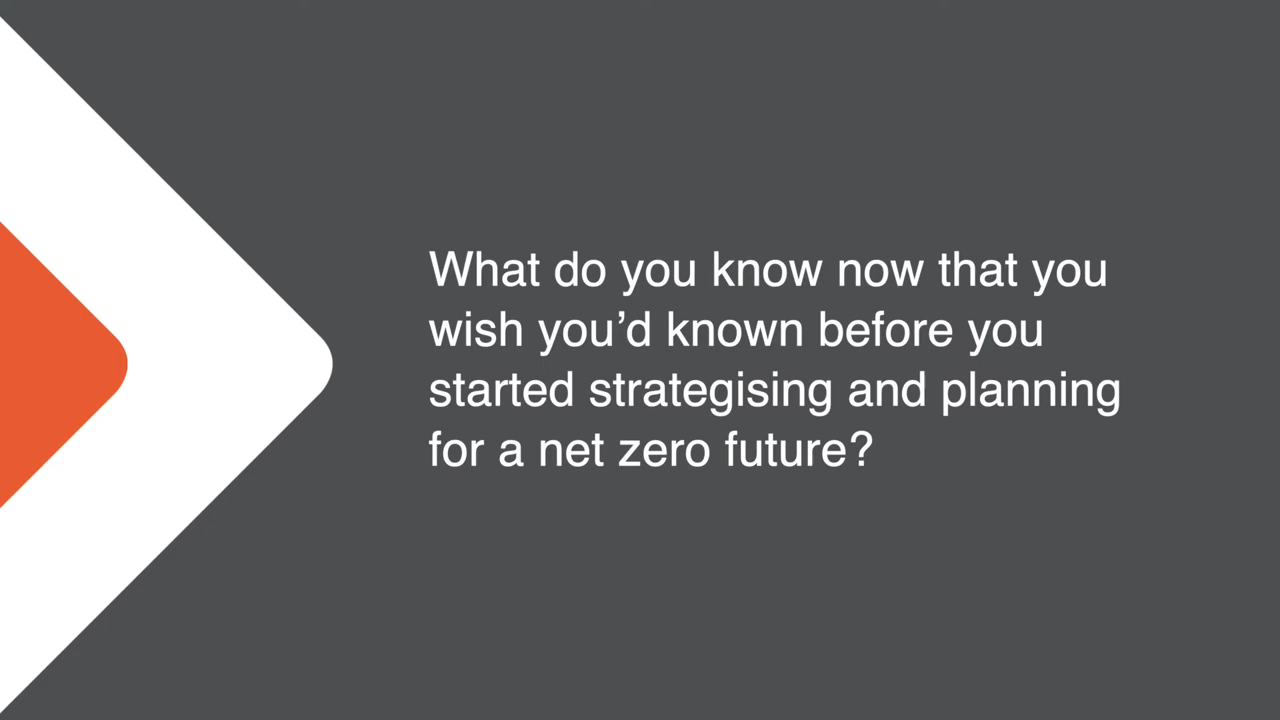 What do you know now that you
wish you’d known before you
started strategising and planning
for a net zero future?